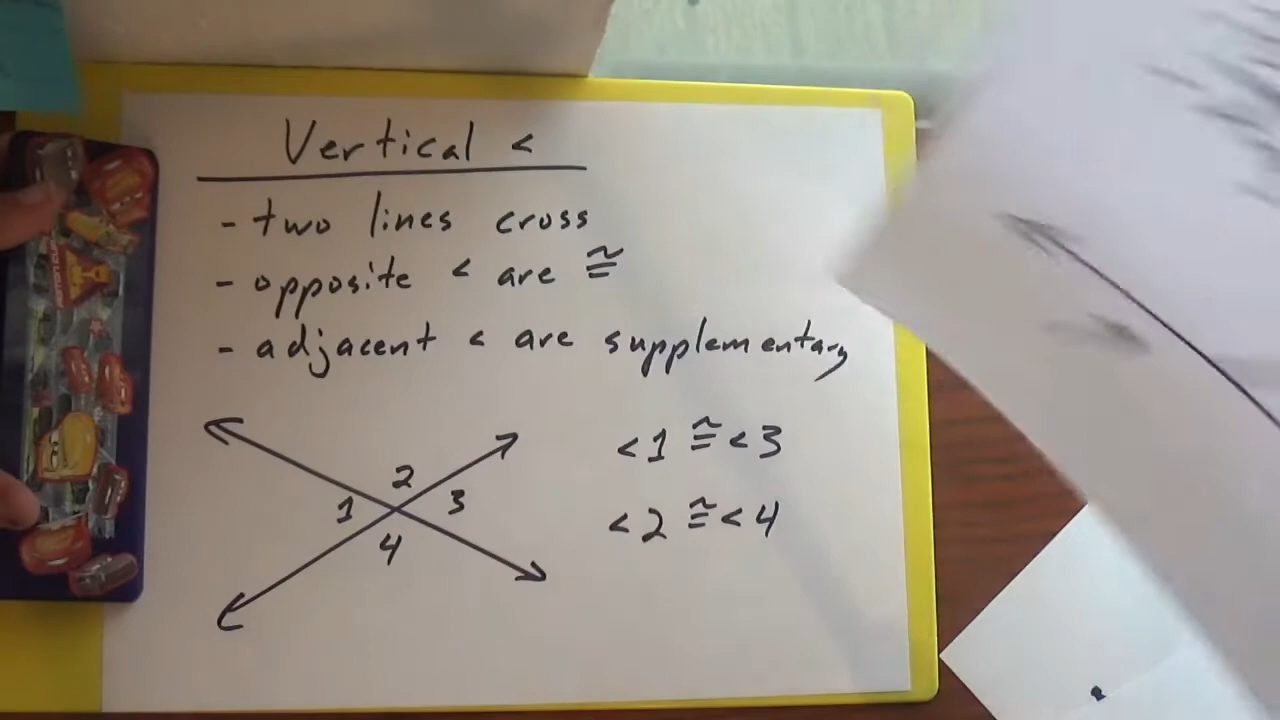 Vertical <
- two lines cross
- opposite < are ≅
- adjacent < are supplementary
<1 ≅ <3
<2 ≅ <4
2
1 3
4